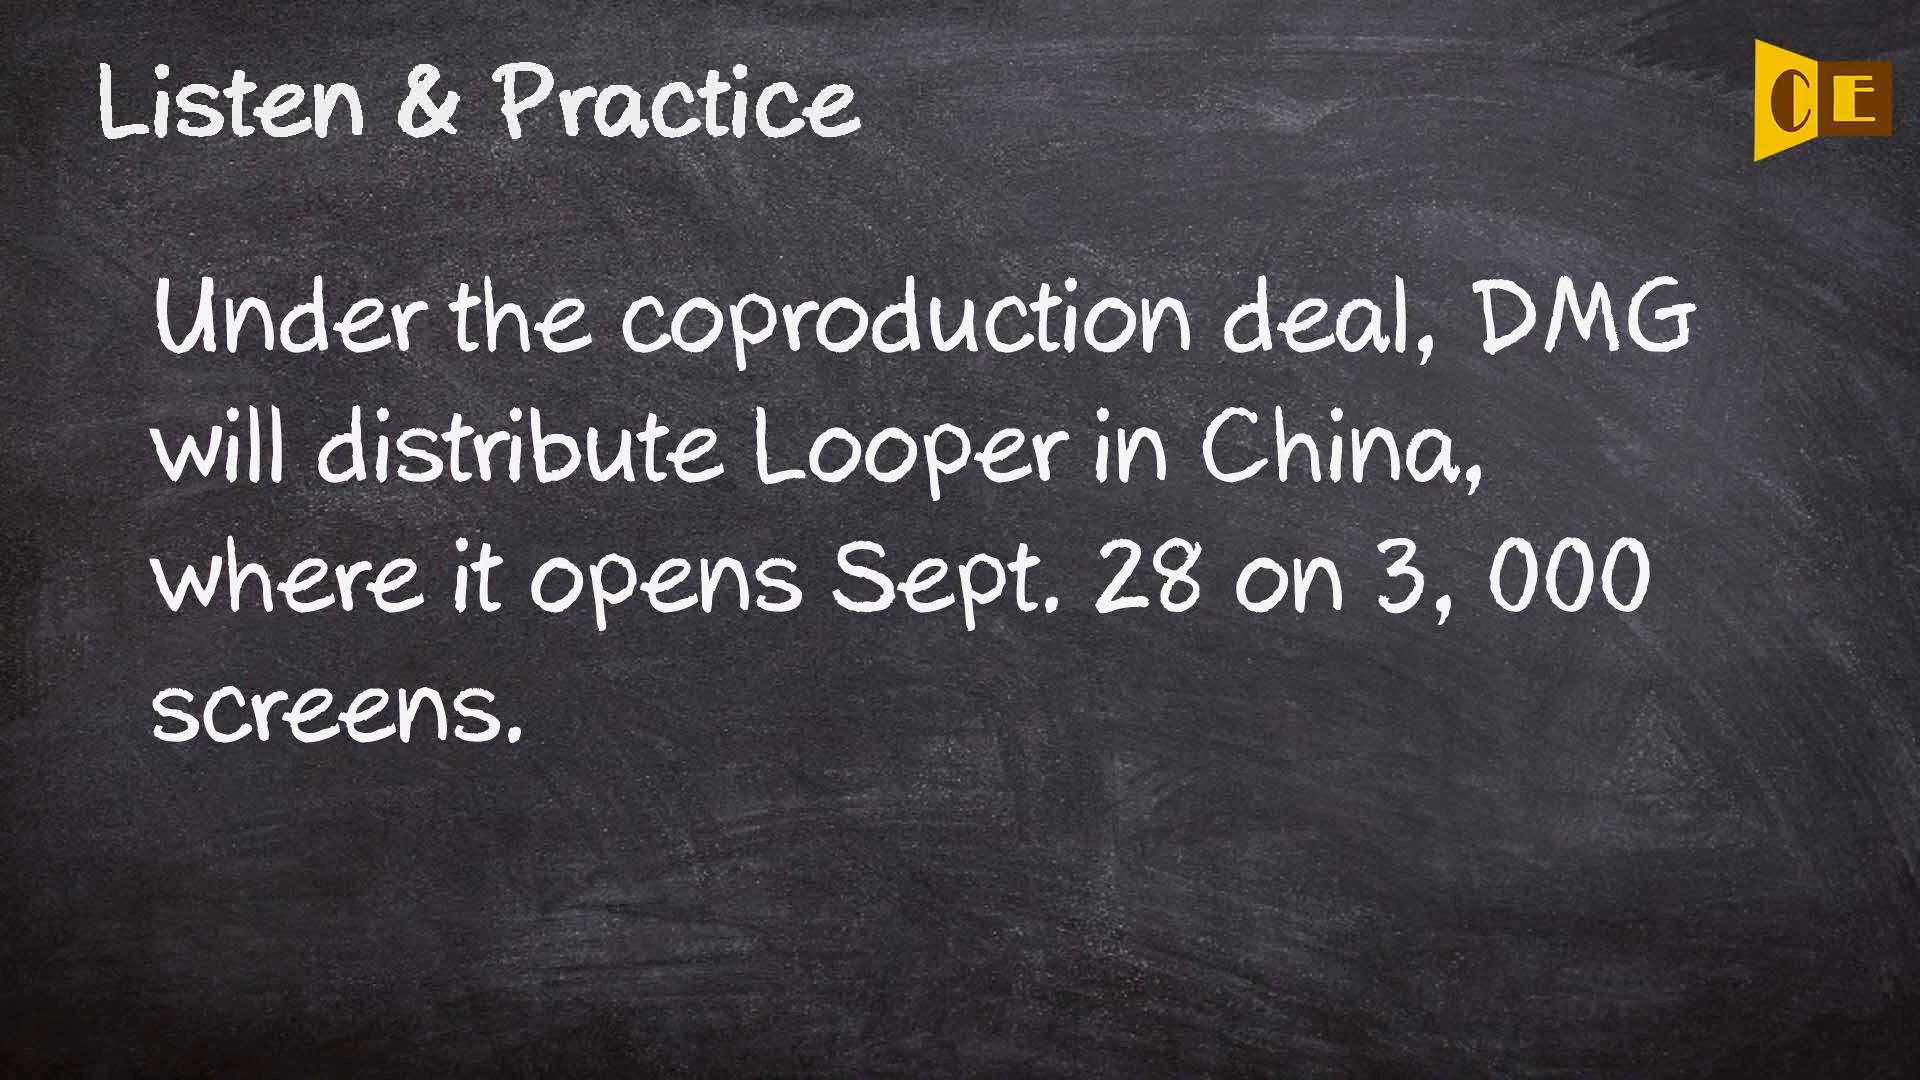 Listen & Practice
CE
Under the coproduction deal, DMG
will distribute Looper in China,
where it opens Sept. 28 on 3, 000
screens.